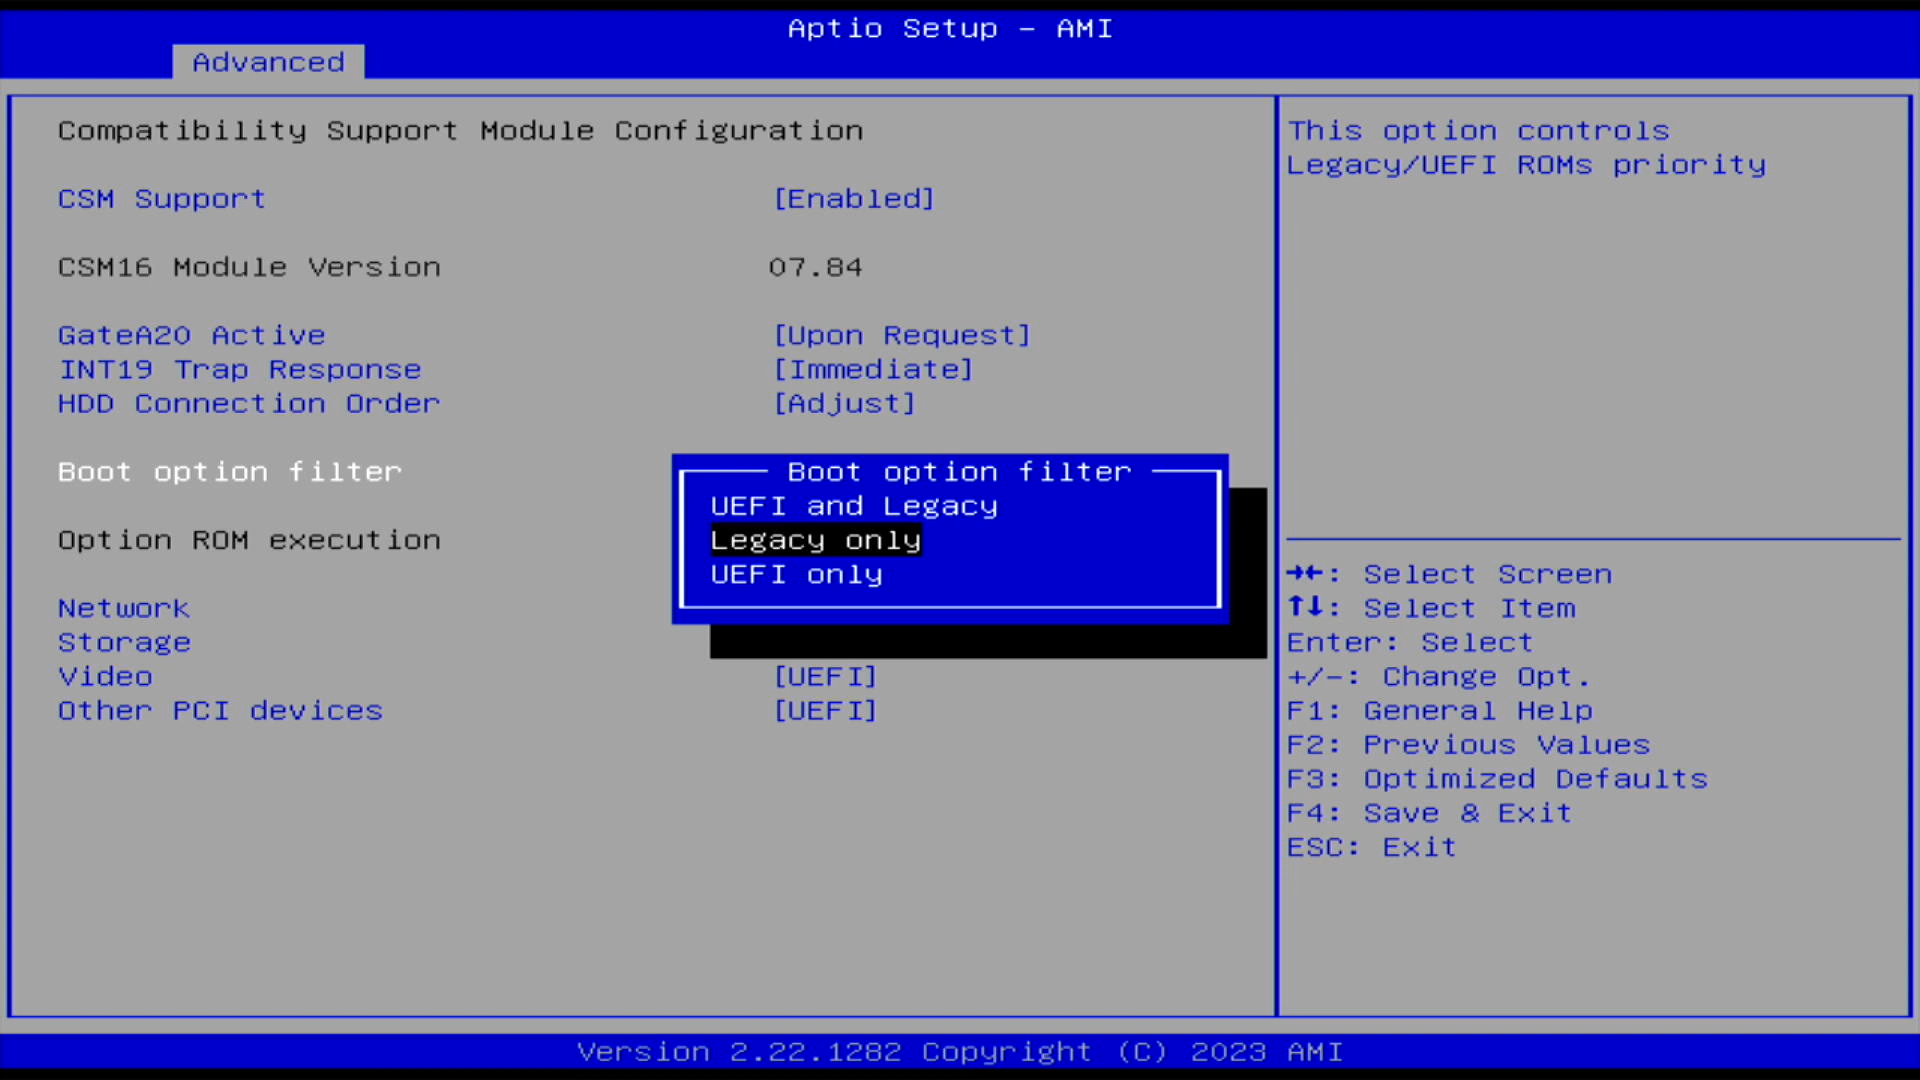 Aptio Setup – AMI
Advanced
Compatibility Support Module Configuration
CSM Support [Enabled]
CSM16 Module Version 07.84
GateA20 Active [Upon Request]
INT19 Trap Response [Immediate]
HDD Connection Order [Adjust]
Boot option filter
Option ROM execution
Network
Storage
Video [UEFI]
Other PCI devices [UEFI]
Boot option filter
UEFI and Legacy
Legacy only
UEFI only
This option controls
Legacy/UEFI ROMs priority
→←: Select Screen
↑↓: Select Item
Enter: Select
+/-: Change Opt.
F1: General Help
F2: Previous Values
F3: Optimized Defaults
F4: Save & Exit
ESC: Exit
Version 2.22.1282 Copyright (C) 2023 AMI